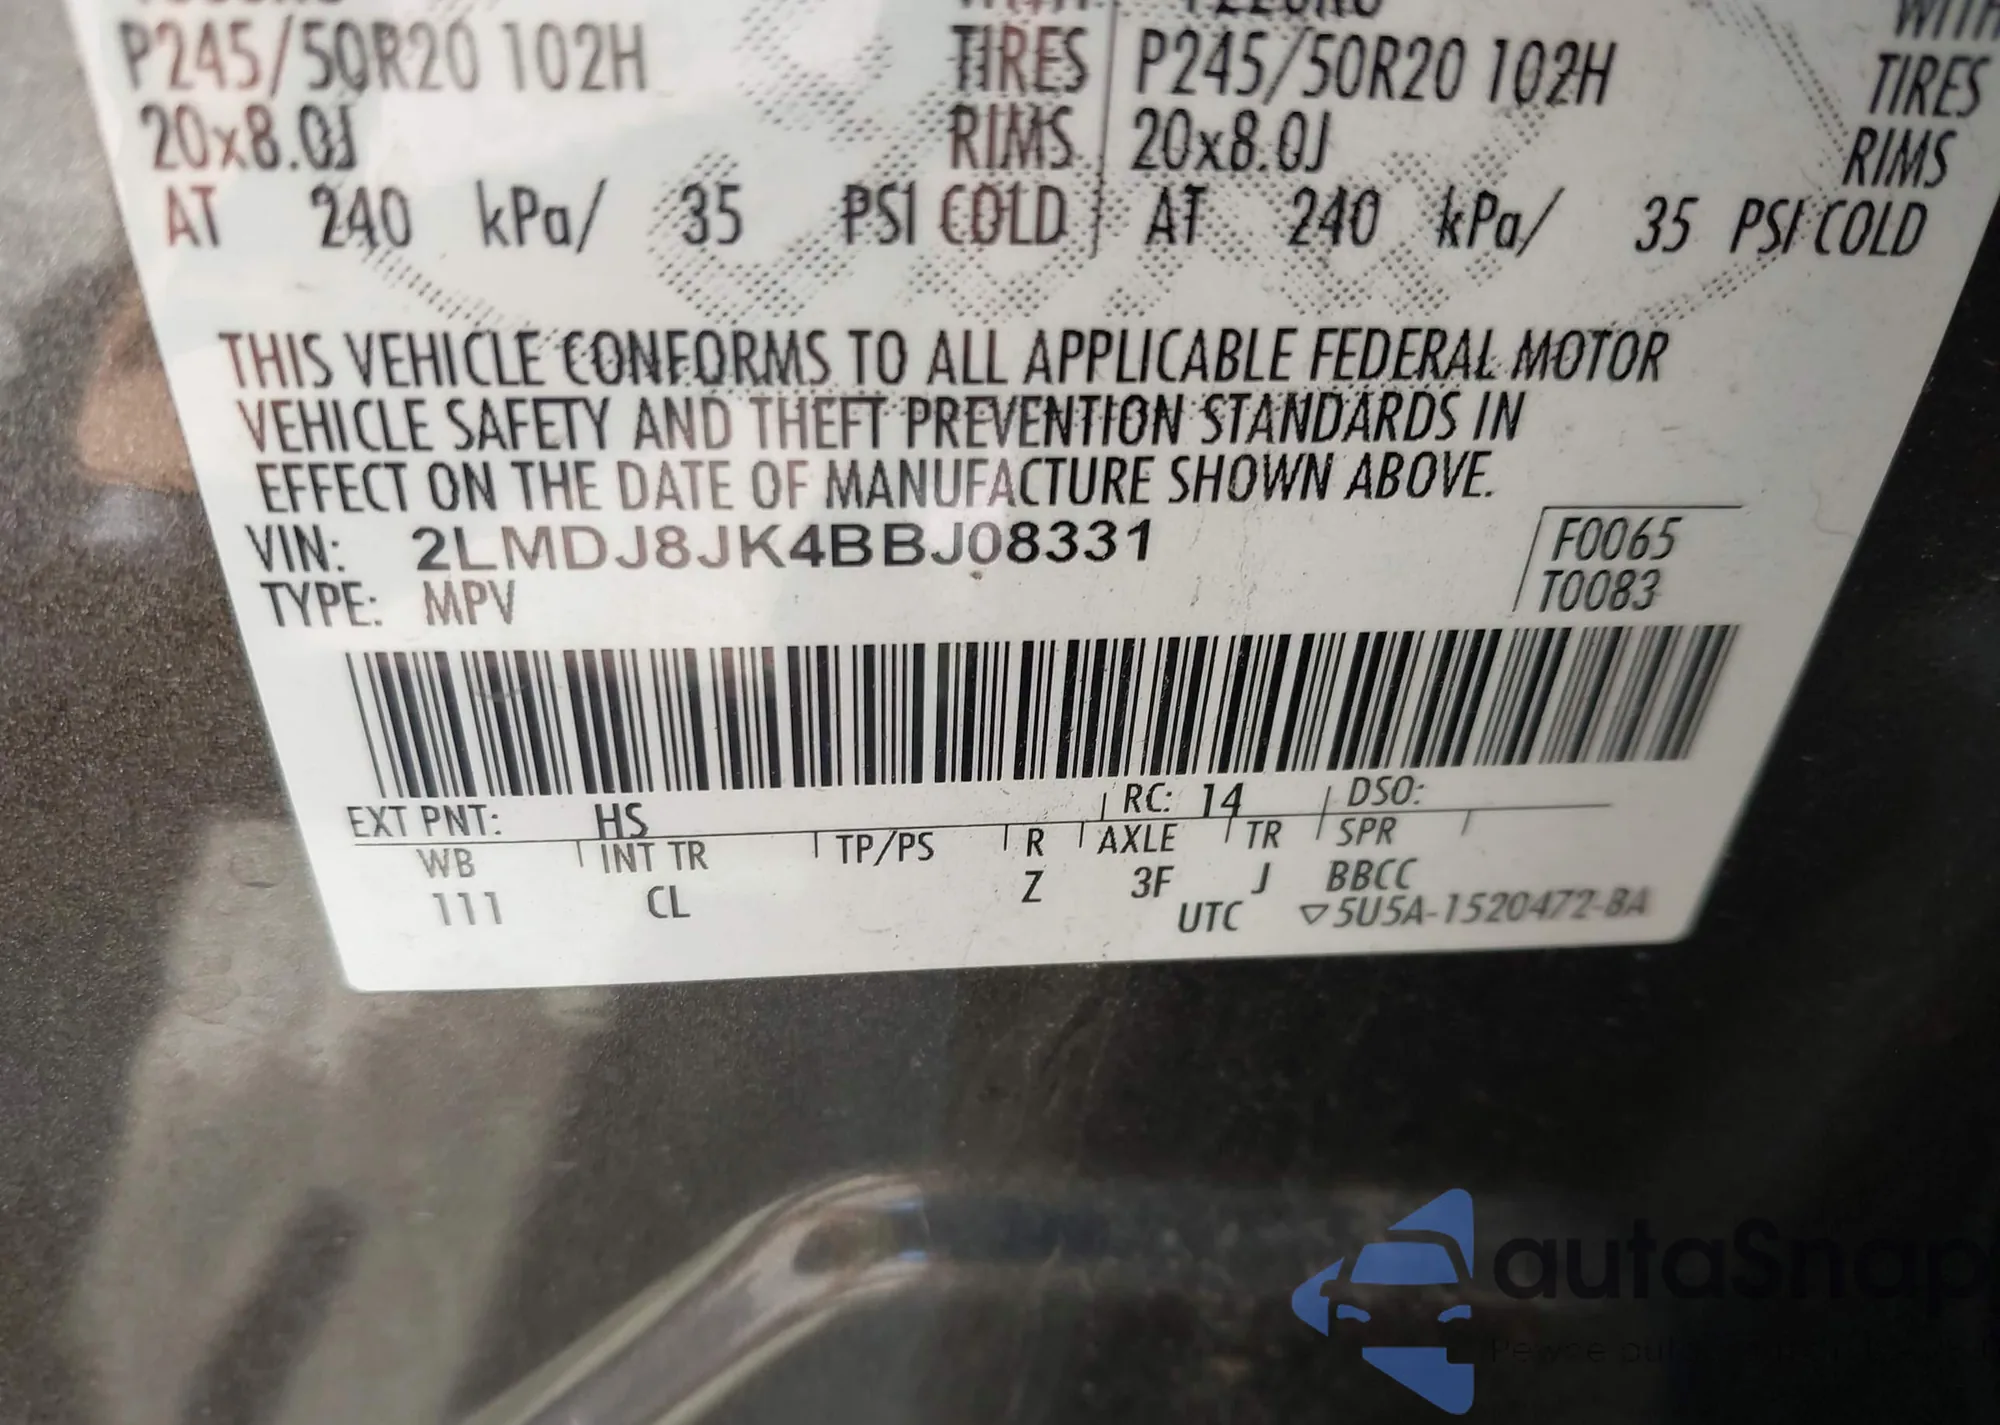 P245/50R20 102H TIRES P245/50R20 102H TIRES
20x8.0J RIMS 20x8.0J RIMS
AT 240 kPa/ 35 PSI COLD AT 240 kPa/ 35 PSI COLD
THIS VEHICLE CONFORMS TO ALL APPLICABLE FEDERAL MOTOR
VEHICLE SAFETY AND THEFT PREVENTION STANDARDS IN
EFFECT ON THE DATE OF MANUFACTURE SHOWN ABOVE.
VIN: 2LMDJ8JK4BBJ08331 F0065
TYPE: MPV T0083
EXT PNT: HS RC: 14 DSO:
WB INT TR TP/PS R AXLE TR SPR
111 CL Z 3F J BBCC
UTC ▽5U5A-1520472-BA
autoSnap